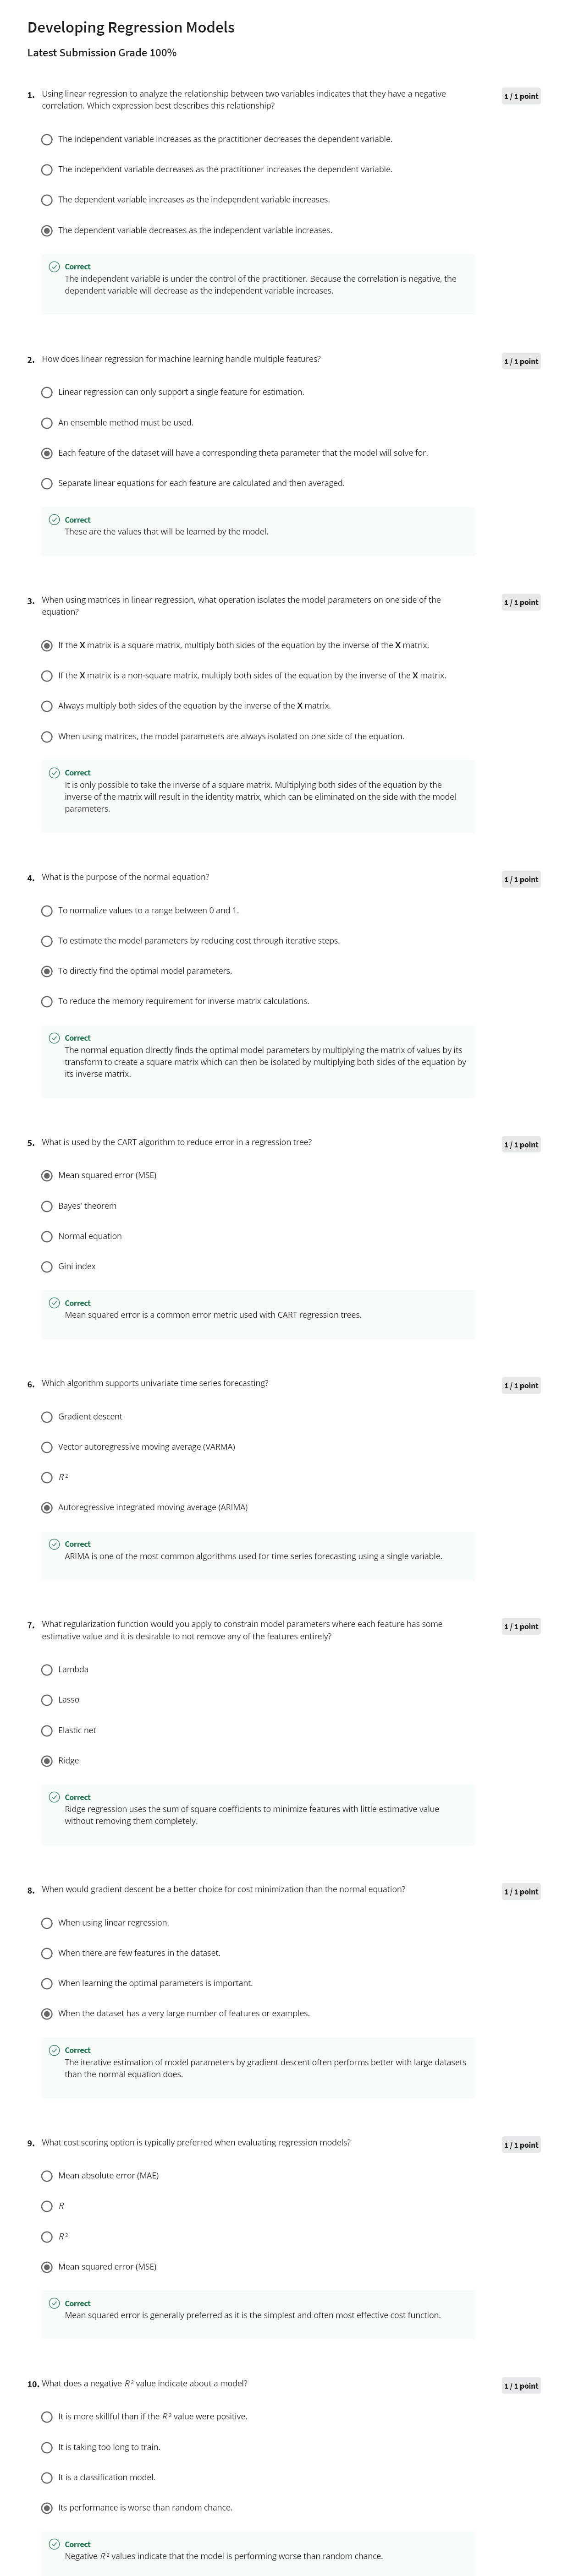 Developing Regression Models
Latest Submission Grade 100%
1. Using linear regression to analyze the relationship between two variables indicates that they have a negative
correlation. Which expression best describes this relationship?
1 / 1 point
The independent variable increases as the practitioner decreases the dependent variable.
The independent variable decreases as the practitioner increases the dependent variable.
The dependent variable increases as the independent variable increases.
The dependent variable decreases as the independent variable increases.
Correct
The independent variable is under the control of the practitioner. Because the correlation is negative, the
dependent variable will decrease as the independent variable increases.
2. How does linear regression for machine learning handle multiple features?
1 / 1 point
Linear regression can only support a single feature for estimation.
An ensemble method must be used.
Each feature of the dataset will have a corresponding theta parameter that the model will solve for.
Separate linear equations for each feature are calculated and then averaged.
Correct
These are the values that will be learned by the model.
3. When using matrices in linear regression, what operation isolates the model parameters on one side of the
equation?
1 / 1 point
If the X matrix is a square matrix, multiply both sides of the equation by the inverse of the X matrix.
If the X matrix is a non-square matrix, multiply both sides of the equation by the inverse of the X matrix.
Always multiply both sides of the equation by the inverse of the X matrix.
When using matrices, the model parameters are always isolated on one side of the equation.
Correct
It is only possible to take the inverse of a square matrix. Multiplying both sides of the equation by the
inverse of the matrix will result in the identity matrix, which can be eliminated on the side with the model
parameters.
4. What is the purpose of the normal equation?
1 / 1 point
To normalize values to a range between 0 and 1.
To estimate the model parameters by reducing cost through iterative steps.
To directly find the optimal model parameters.
To reduce the memory requirement for inverse matrix calculations.
Correct
The normal equation directly finds the optimal model parameters by multiplying the matrix of values by its
transform to create a square matrix which can then be isolated by multiplying both sides of the equation by
its inverse matrix.
5. What is used by the CART algorithm to reduce error in a regression tree?
1 / 1 point
Mean squared error (MSE)
Bayes' theorem
Normal equation
Gini index
Correct
Mean squared error is a common error metric used with CART regression trees.
6. Which algorithm supports univariate time series forecasting?
1 / 1 point
Gradient descent
Vector autoregressive moving average (VARMA)
R²
Autoregressive integrated moving average (ARIMA)
Correct
ARIMA is one of the most common algorithms used for time series forecasting using a single variable.
7. What regularization function would you apply to constrain model parameters where each feature has some
estimative value and it is desirable to not remove any of the features entirely?
1 / 1 point
Lambda
Lasso
Elastic net
Ridge
Correct
Ridge regression uses the sum of square coefficients to minimize features with little estimative value
without removing them completely.
8. When would gradient descent be a better choice for cost minimization than the normal equation?
1 / 1 point
When using linear regression.
When there are few features in the dataset.
When learning the optimal parameters is important.
When the dataset has a very large number of features or examples.
Correct
The iterative estimation of model parameters by gradient descent often performs better with large datasets
than the normal equation does.
9. What cost scoring option is typically preferred when evaluating regression models?
1 / 1 point
Mean absolute error (MAE)
R
R²
Mean squared error (MSE)
Correct
Mean squared error is generally preferred as it is the simplest and often most effective cost function.
10. What does a negative R² value indicate about a model?
1 / 1 point
It is more skillful than if the R² value were positive.
It is taking too long to train.
It is a classification model.
Its performance is worse than random chance.
Correct
Negative R² values indicate that the model is performing worse than random chance.